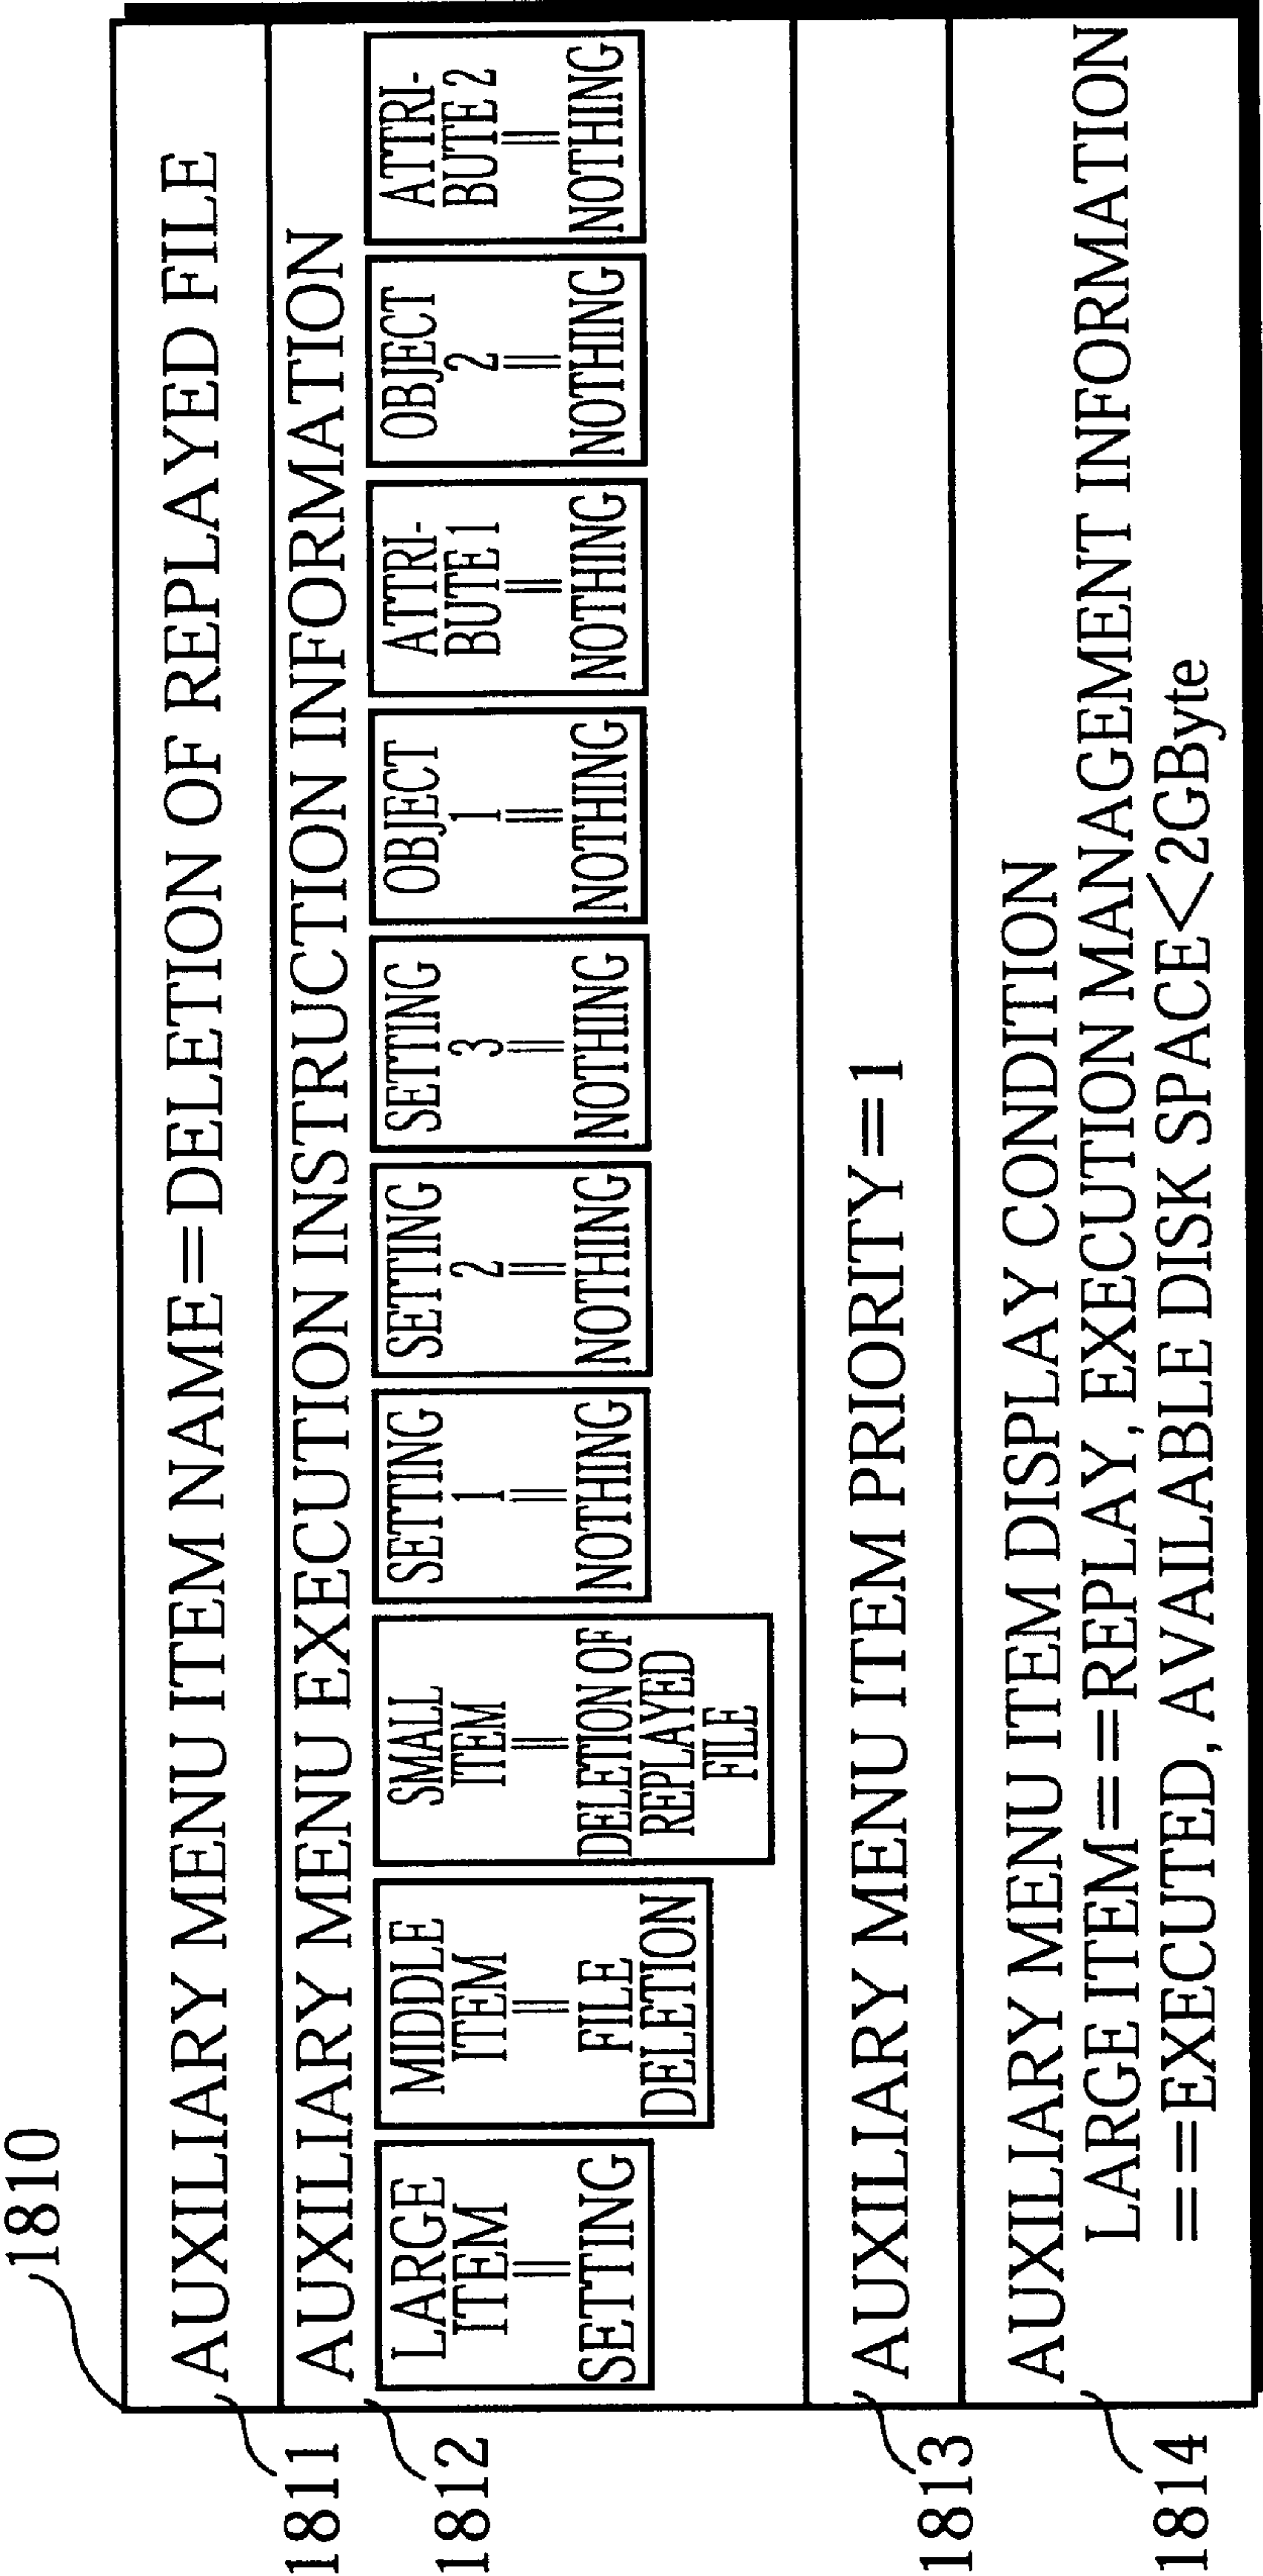 1810
1811
AUXILIARY MENU ITEM NAME=DELETION OF REPLAYED FILE
1812
AUXILIARY MENU EXECUTION INSTRUCTION INFORMATION
LARGE
ITEM
=
SETTING
MIDDLE
ITEM
=
FILE
DELETION
SMALL
ITEM
=
DELETION OF
REPLAYED
FILE
SETTING
1
=
NOTHING
SETTING
2
=
NOTHING
SETTING
3
=
NOTHING
OBJECT
1
=
NOTHING
ATTRI-
BUTE 1
=
NOTHING
OBJECT
2
=
NOTHING
ATTRI-
BUTE 2
=
NOTHING
1813
AUXILIARY MENU ITEM PRIORITY=1
1814
AUXILIARY MENU ITEM DISPLAY CONDITION
LARGE ITEM==REPLAY, EXECUTION MANAGEMENT INFORMATION
==EXECUTED, AVAILABLE DISK SPACE<2GByte